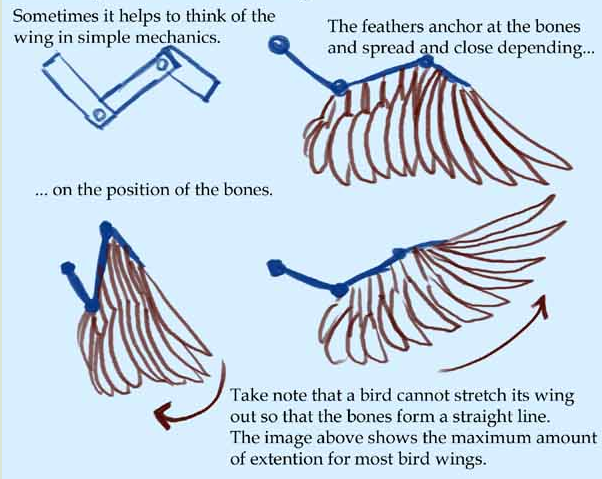 Sometimes it helps to think of the
wing in simple mechanics.
The feathers anchor at the bones
and spread and close depending...
... on the position of the bones.
Take note that a bird cannot stretch its wing
out so that the bones form a straight line.
The image above shows the maximum amount
of extention for most bird wings.